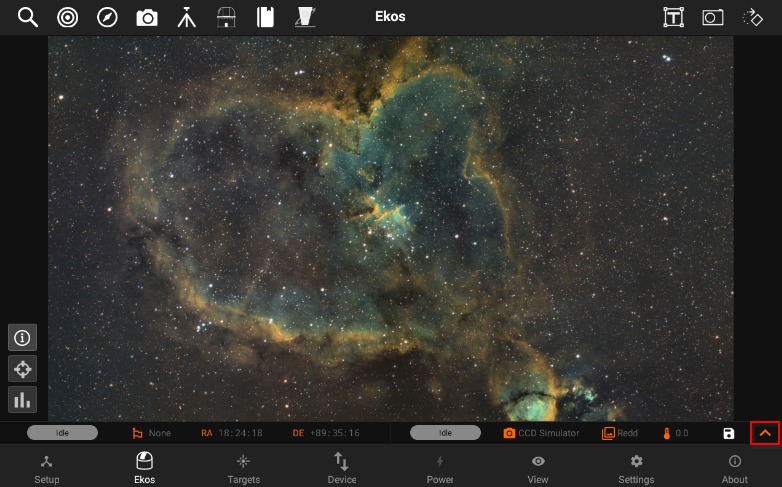 Ekos
Idle None RA 18:24:18 DE +89:35:16 Idle CCD Simulator Redd 0.0
Setup Ekos Targets Device Power View Settings About